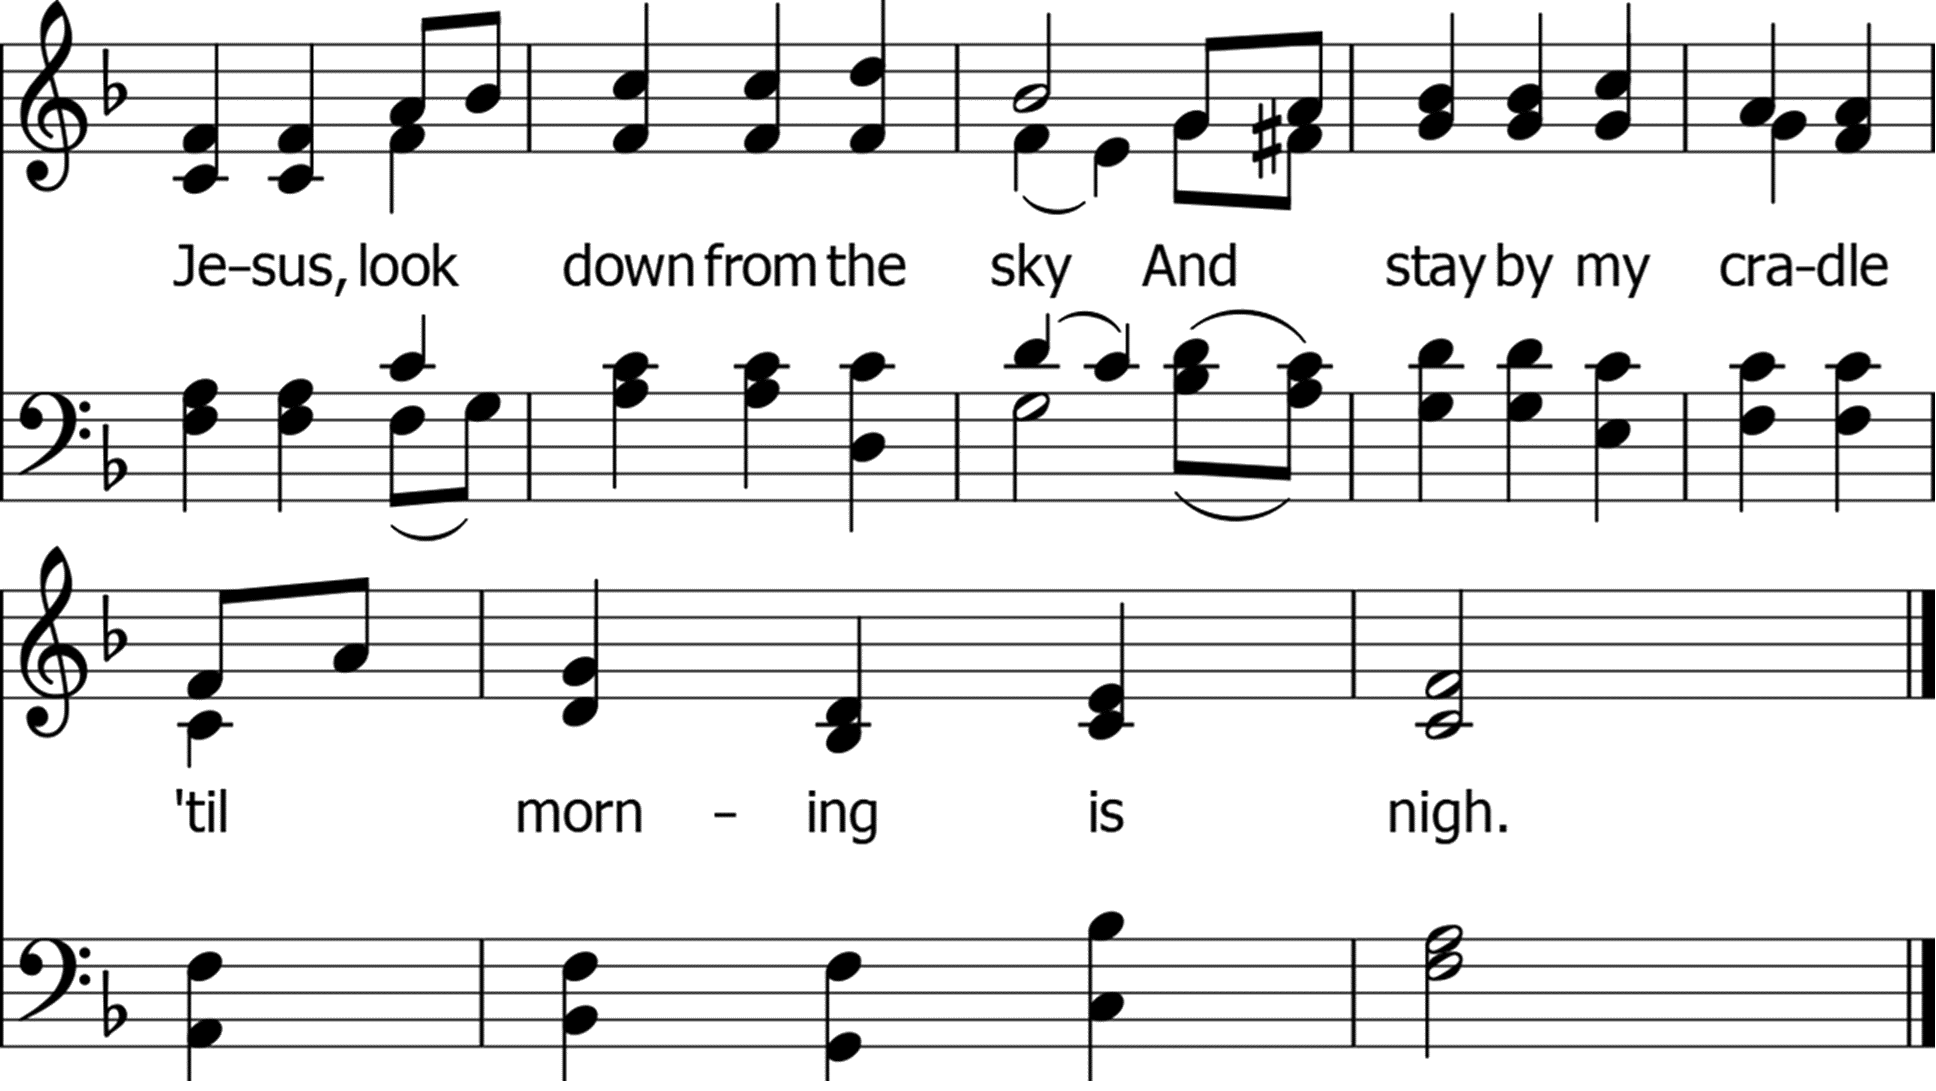 Je-sus, look down from the sky And stay by my cra-dle
'til morn - ing is nigh.